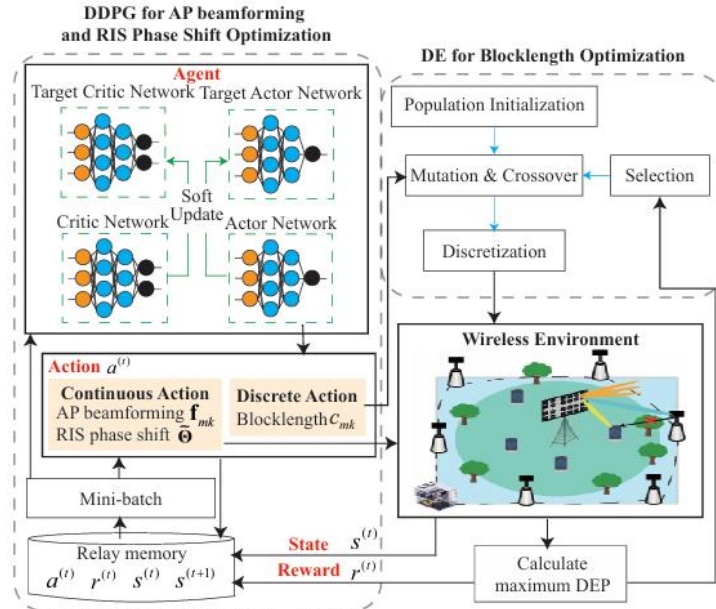 DDPG for AP beamforming
and RIS Phase Shift Optimization
Agent
Target Critic Network
Target Actor Network
Soft
Update
Critic Network
Actor Network
Action a^(t)
Continuous Action
AP beamforming f_mk
RIS phase shift Θ̃
Discrete Action
Blocklength c_mk
Mini-batch
Relay memory
a^(t) r^(t) s^(t) s^(t+1)
DE for Blocklength Optimization
Population Initialization
Mutation & Crossover
Selection
Discretization
Wireless Environment
State s^(t)
Reward r^(t)
Calculate
maximum DEP